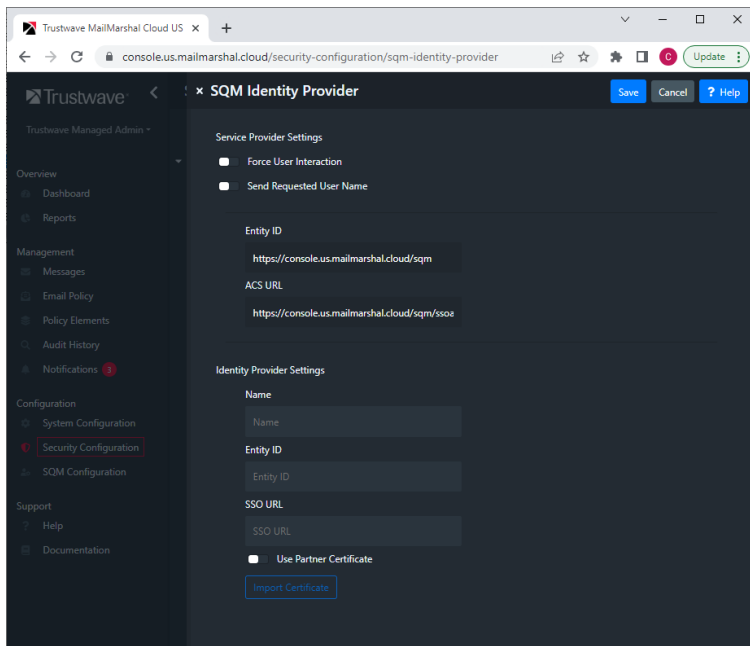 Trustwave MailMarshal Cloud US
console.us.mailmarshal.cloud/security-configuration/sqm-identity-provider
C
Update
Trustwave
Trustwave Managed Admin
Overview
Dashboard
Reports
Management
Messages
Email Policy
Policy Elements
Audit History
Notifications 3
Configuration
System Configuration
Security Configuration
SQM Configuration
Support
Help
Documentation
× SQM Identity Provider
Save Cancel ? Help
Service Provider Settings
Force User Interaction
Send Requested User Name
Entity ID
https://console.us.mailmarshal.cloud/sqm
ACS URL
https://console.us.mailmarshal.cloud/sqm/ssoa
Identity Provider Settings
Name
Name
Entity ID
Entity ID
SSO URL
SSO URL
Use Partner Certificate
Import Certificate